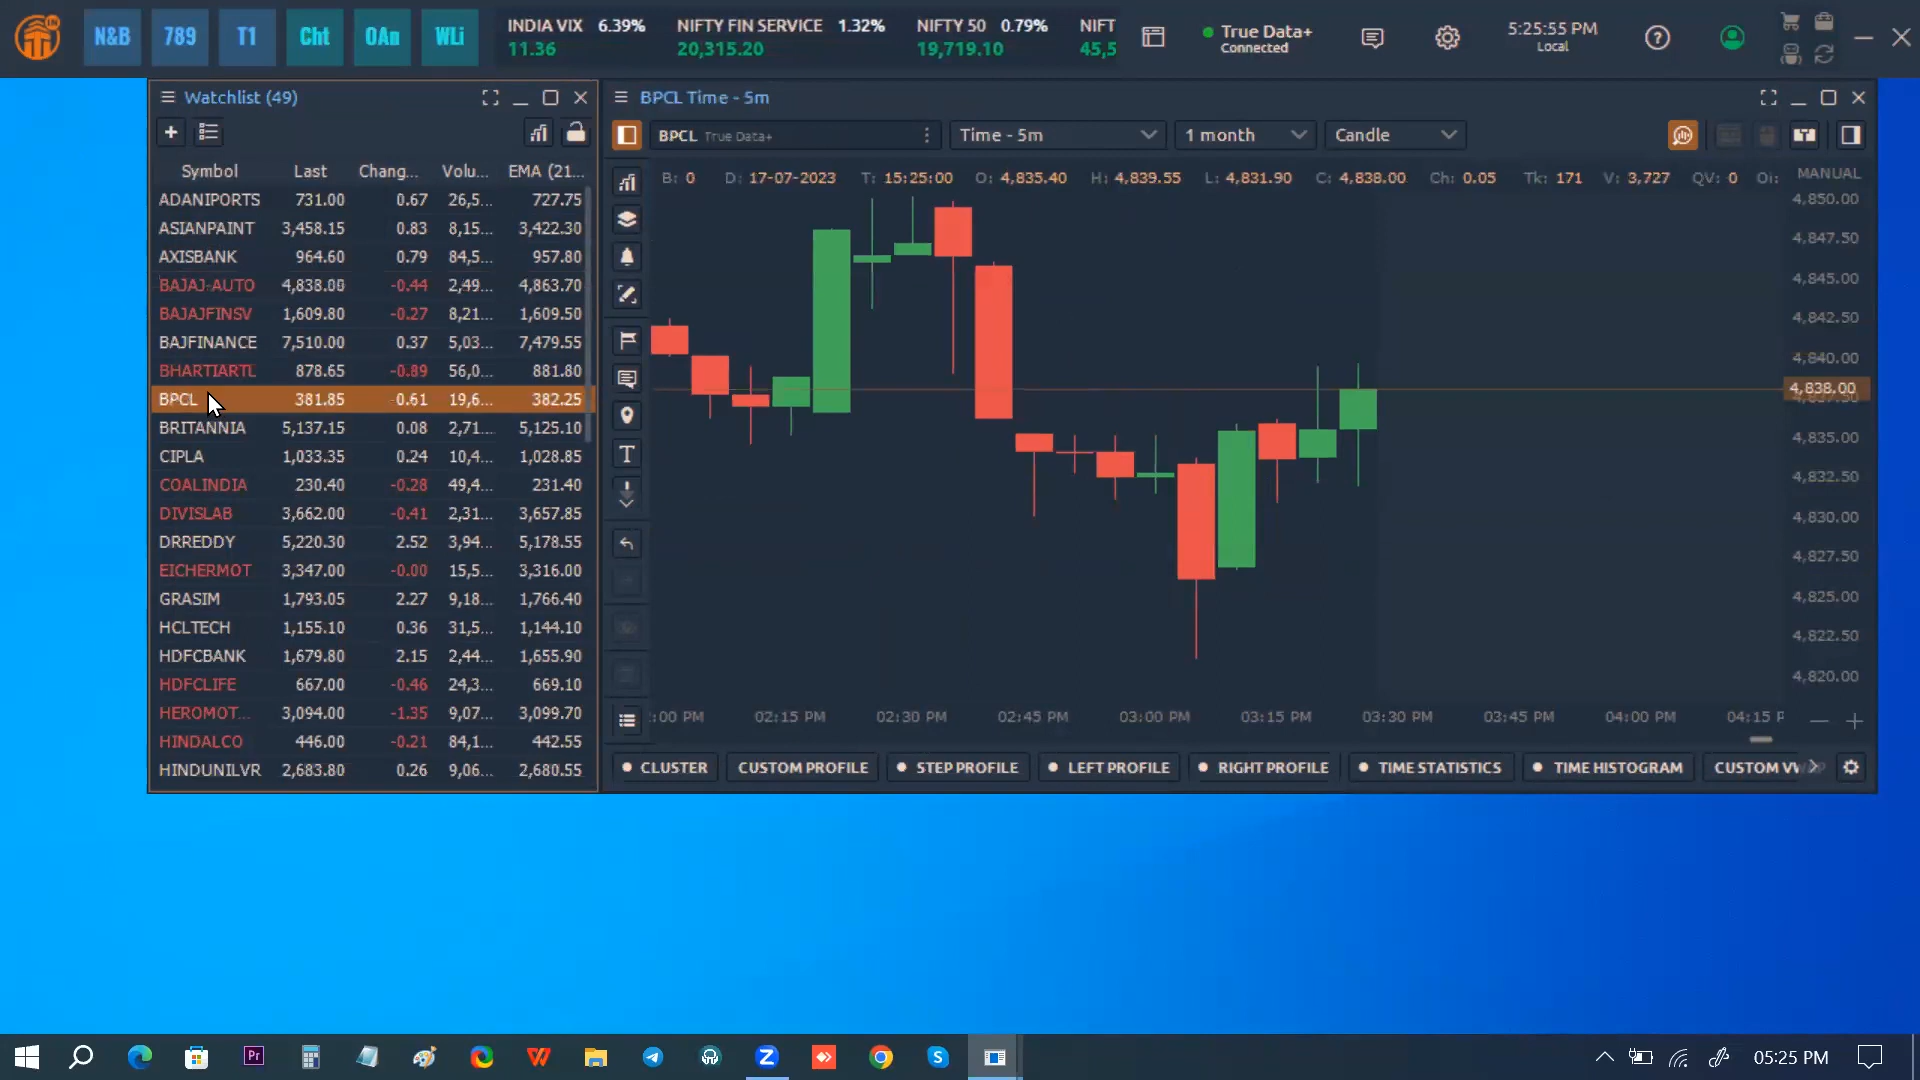 N&B 789 T1 Cht OAn WLi
INDIA VIX 6.39% NIFTY FIN SERVICE 1.32% NIFTY 50 0.79% NIFT
11.36 20,315.20 19,719.10 45,5
True Data+
Connected
5:25:55 PM
Local
Watchlist (49)
Symbol Last Chang... Volu... EMA (21...
ADANIPORTS 731.00 0.67 26,5... 727.75
ASIANPAINT 3,458.15 0.83 8,15... 3,422.30
AXISBANK 964.60 0.79 84,5... 957.80
BAJAJ-AUTO 4,838.00 -0.44 2,49... 4,863.70
BAJAJFINSV 1,609.80 -0.27 8,21... 1,609.50
BAJFINANCE 7,510.00 0.37 5,03... 7,479.55
BHARTIARTL 878.65 -0.89 56,0... 881.80
BPCL 381.85 -0.61 19,6... 382.25
BRITANNIA 5,137.15 0.08 2,71... 5,125.10
CIPLA 1,033.35 0.24 10,4... 1,028.85
COALINDIA 230.40 -0.28 49,4... 231.40
DIVISLAB 3,662.00 -0.41 2,31... 3,657.85
DRREDDY 5,220.30 2.52 3,94... 5,178.55
EICHERMOT 3,347.00 -0.00 15,5... 3,316.00
GRASIM 1,793.05 2.27 9,18... 1,766.40
HCLTECH 1,155.10 0.36 31,5... 1,144.10
HDFCBANK 1,679.80 2.15 2,44... 1,655.90
HDFCLIFE 667.00 -0.46 24,3... 669.10
HEROMOT... 3,094.00 -1.35 9,07... 3,099.70
HINDALCO 446.00 -0.21 84,1... 442.55
HINDUNILVR 2,683.80 0.26 9,06... 2,680.55
BPCL Time - 5m
BPCL True Data+ Time - 5m 1 month Candle
B: 0 D: 17-07-2023 T: 15:25:00 O: 4,835.40 H: 4,839.55 L: 4,831.90 C: 4,838.00 Ch: 0.05 Tk: 171 V: 3,727 QV: 0 Oi: MANUAL
4,850.00
4,847.50
4,845.00
4,842.50
4,840.00
4,838.00
4,835.00
4,832.50
4,830.00
4,827.50
4,825.00
4,822.50
4,820.00
:00 PM 02:15 PM 02:30 PM 02:45 PM 03:00 PM 03:15 PM 03:30 PM 03:45 PM 04:00 PM 04:15 P
CLUSTER CUSTOM PROFILE STEP PROFILE LEFT PROFILE RIGHT PROFILE TIME STATISTICS TIME HISTOGRAM CUSTOM VWAP
05:25 PM